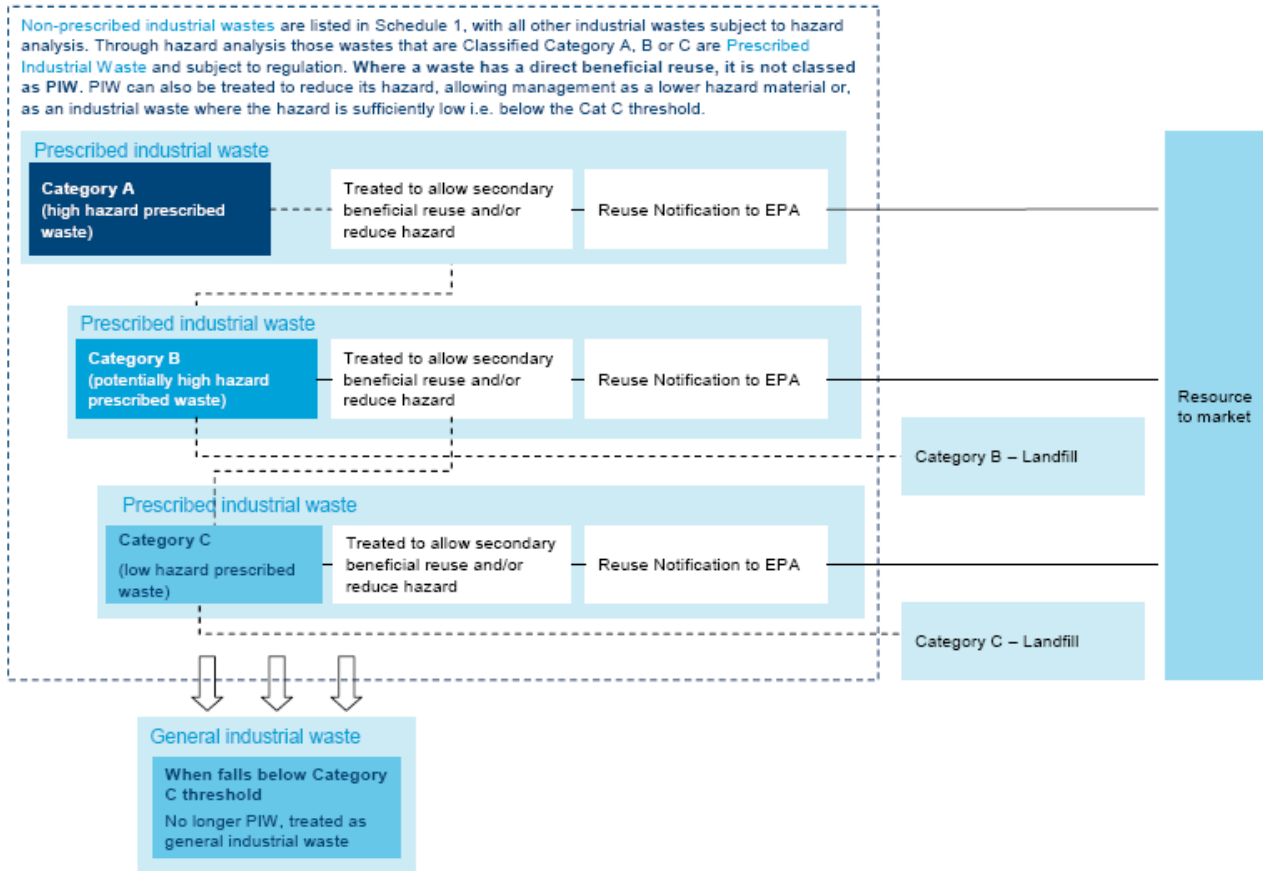 Non-prescribed industrial wastes are listed in Schedule 1, with all other industrial wastes subject to hazard
analysis. Through hazard analysis those wastes that are Classified Category A, B or C are Prescribed
Industrial Waste and subject to regulation. Where a waste has a direct beneficial reuse, it is not classed
as PIW. PIW can also be treated to reduce its hazard, allowing management as a lower hazard material or,
as an industrial waste where the hazard is sufficiently low i.e. below the Cat C threshold.
Prescribed industrial waste
Category A
(high hazard prescribed
waste)
Treated to allow secondary
beneficial reuse and/or
reduce hazard
Reuse Notification to EPA
Prescribed industrial waste
Category B
(potentially high hazard
prescribed waste)
Treated to allow secondary
beneficial reuse and/or
reduce hazard
Reuse Notification to EPA
Resource
to market
Category B – Landfill
Prescribed industrial waste
Category C
(low hazard prescribed
waste)
Treated to allow secondary
beneficial reuse and/or
reduce hazard
Reuse Notification to EPA
Category C – Landfill
General industrial waste
When falls below Category
C threshold
No longer PIW, treated as
general industrial waste